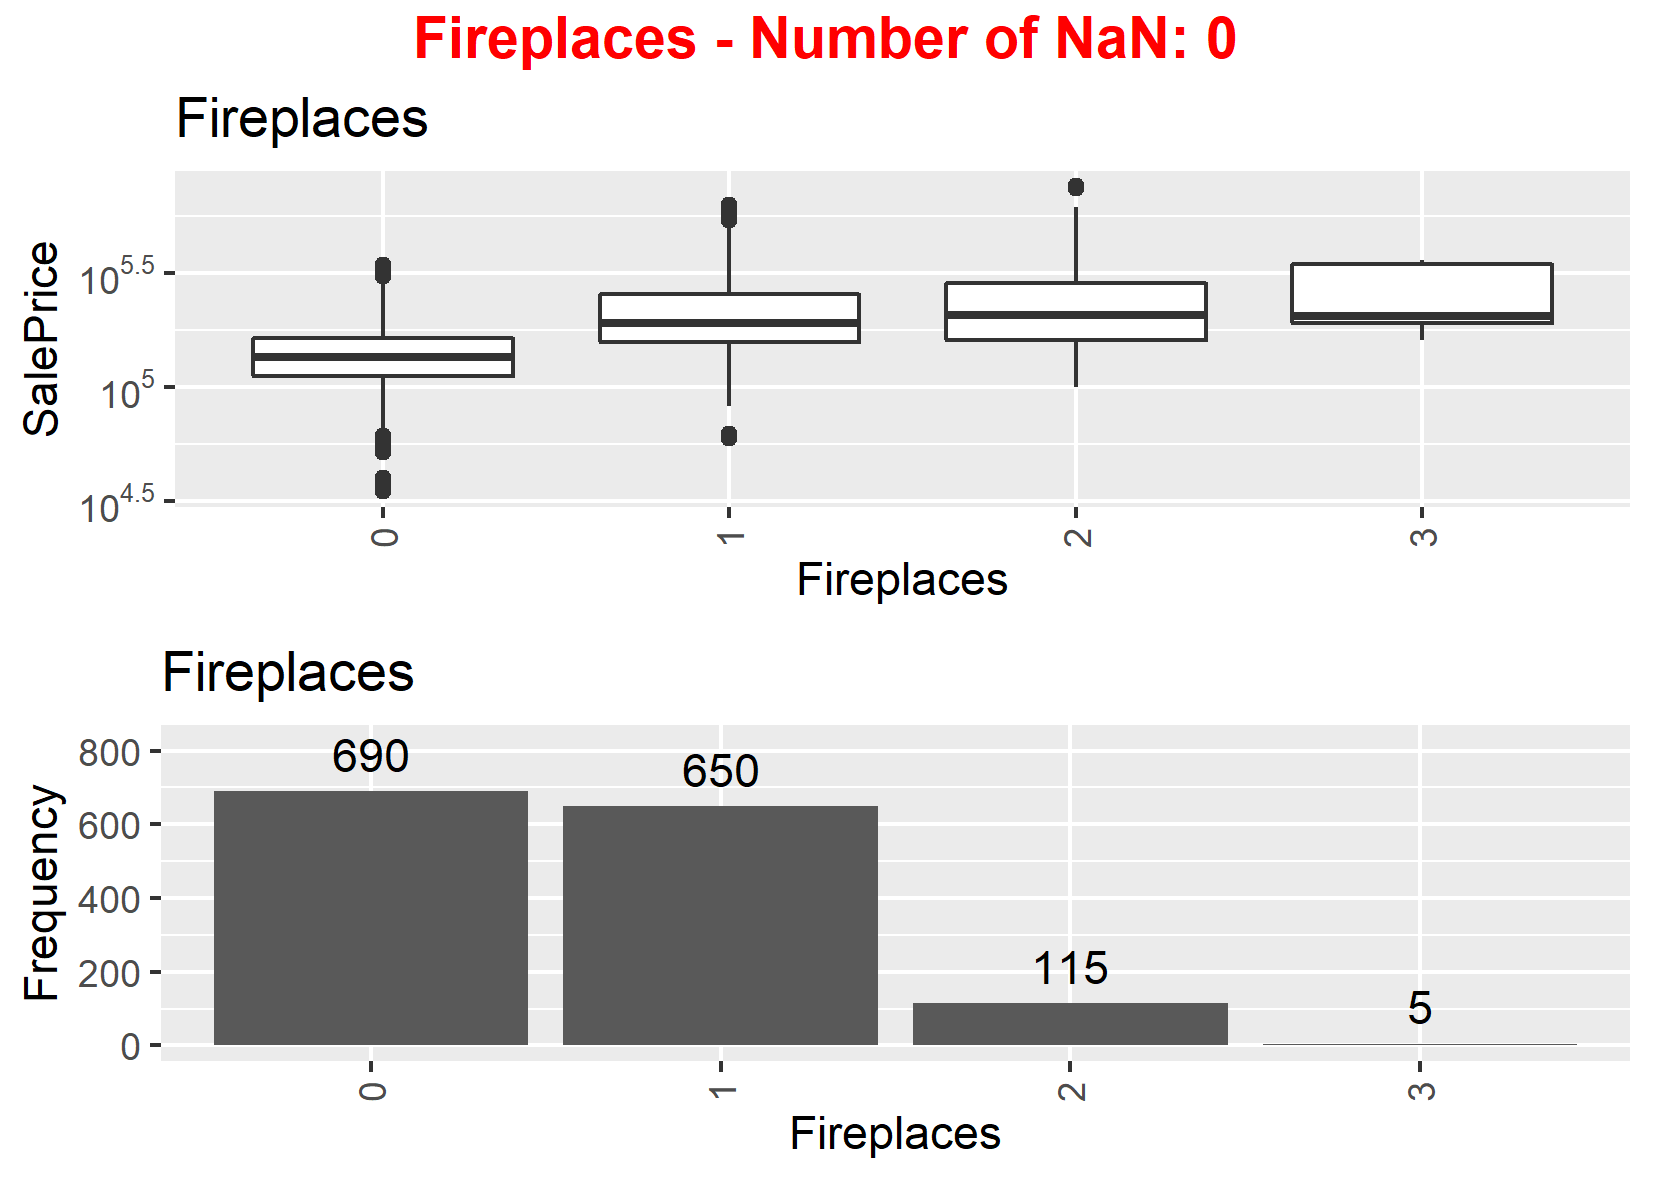 Fireplaces - Number of NaN: 0
Fireplaces
SalePrice
10^5.5
10^5
10^4.5
0 1 2 3
Fireplaces
Fireplaces
Frequency
800
600
400
200
0
690 650 115 5
0 1 2 3
Fireplaces